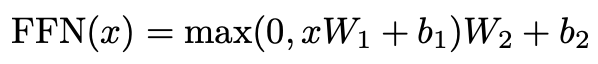 FFN(x) = max(0, xW₁ + b₁)W₂ + b₂